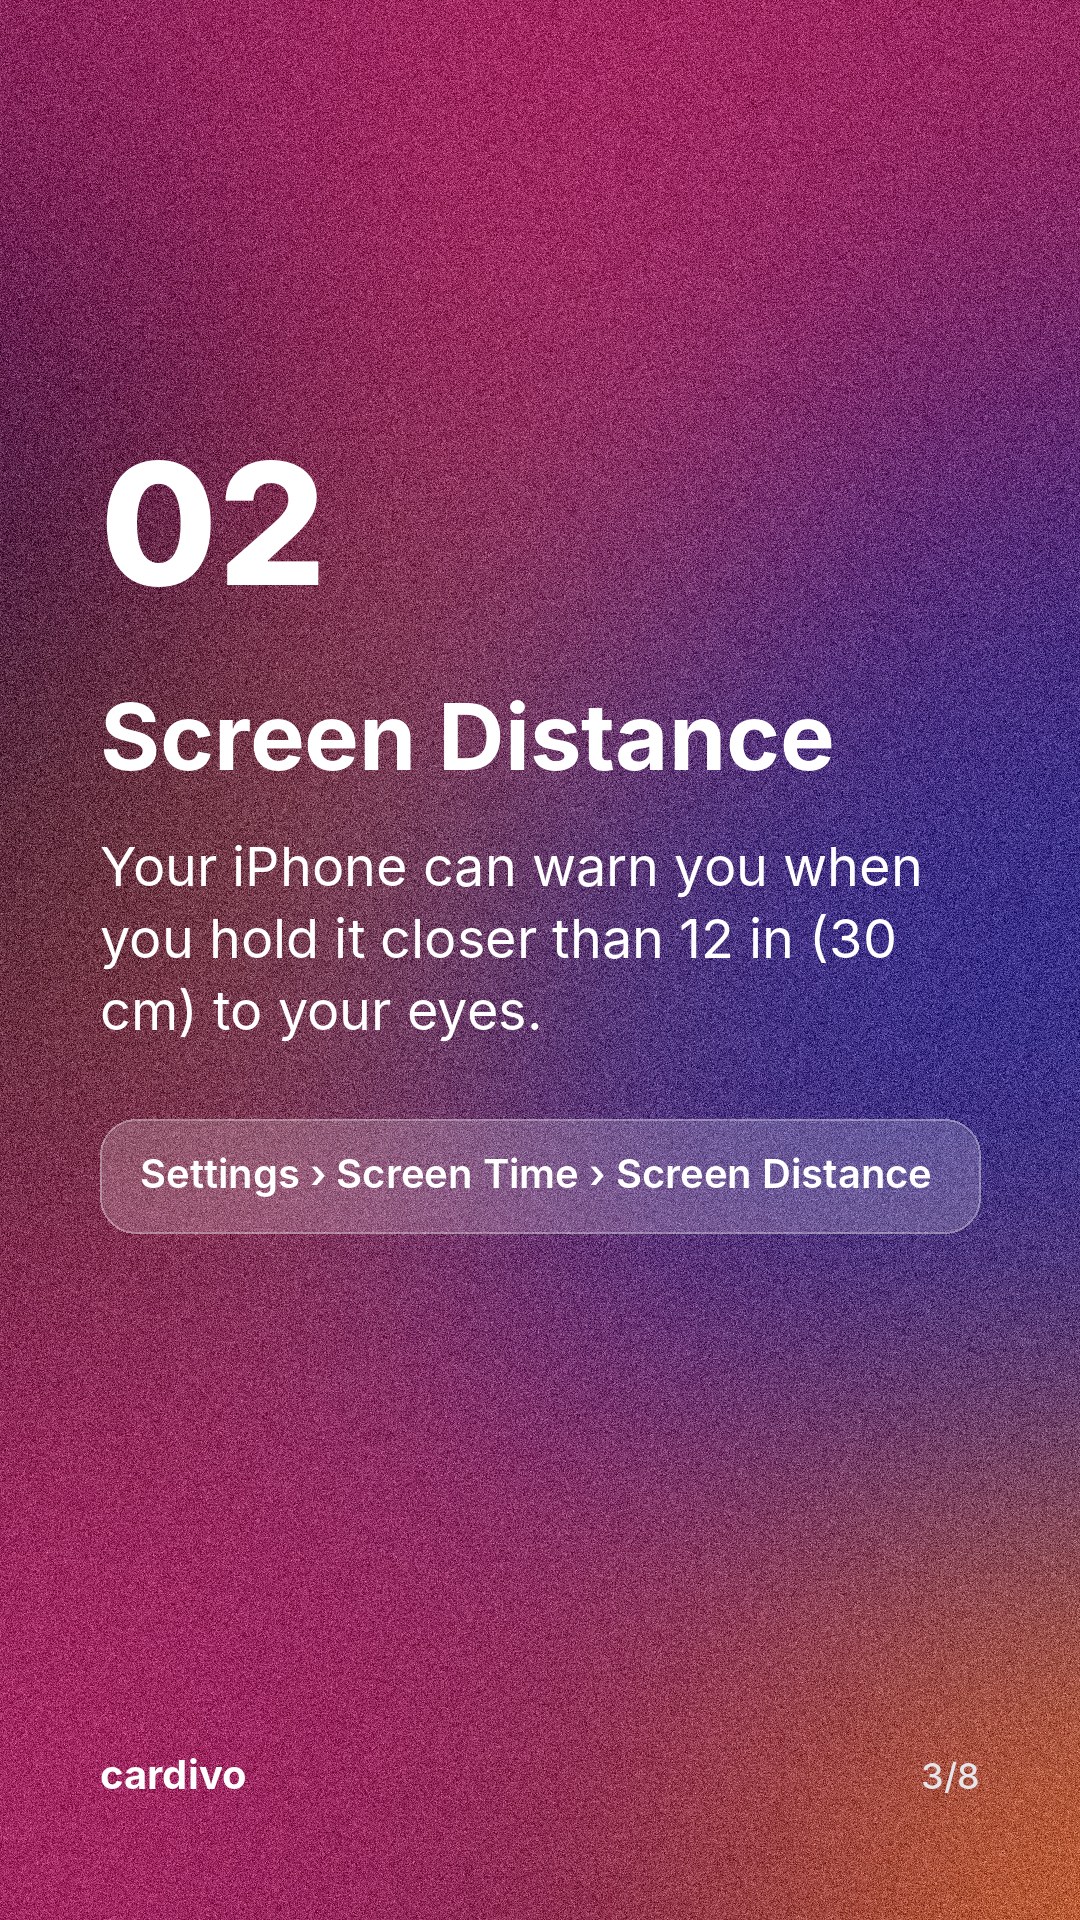 02
Screen Distance
Your iPhone can warn you when
you hold it closer than 12 in (30
cm) to your eyes.
Settings › Screen Time › Screen Distance
cardivo
3/8